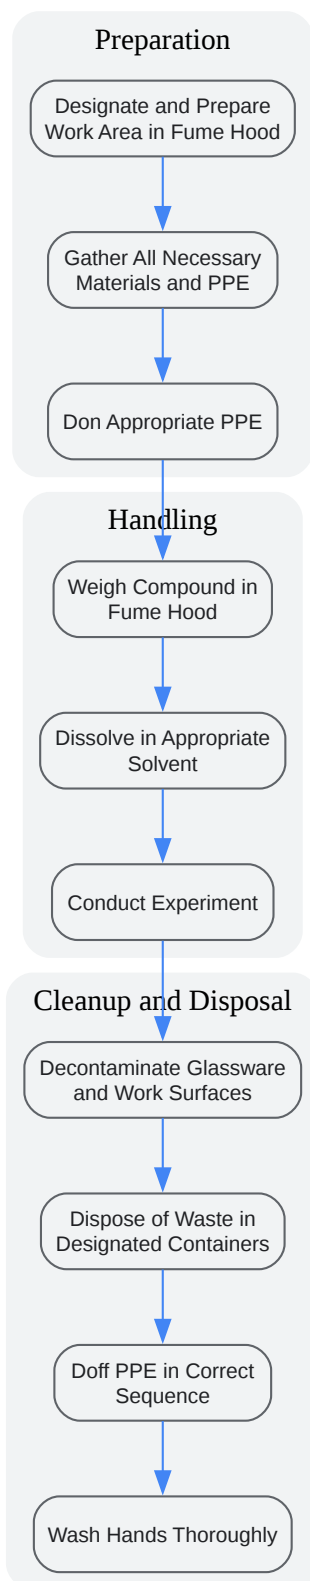 Preparation
Designate and Prepare
Work Area in Fume Hood
Gather All Necessary
Materials and PPE
Don Appropriate PPE
Handling
Weigh Compound in
Fume Hood
Dissolve in Appropriate
Solvent
Conduct Experiment
Cleanup and Disposal
Decontaminate Glassware
and Work Surfaces
Dispose of Waste in
Designated Containers
Doff PPE in Correct
Sequence
Wash Hands Thoroughly